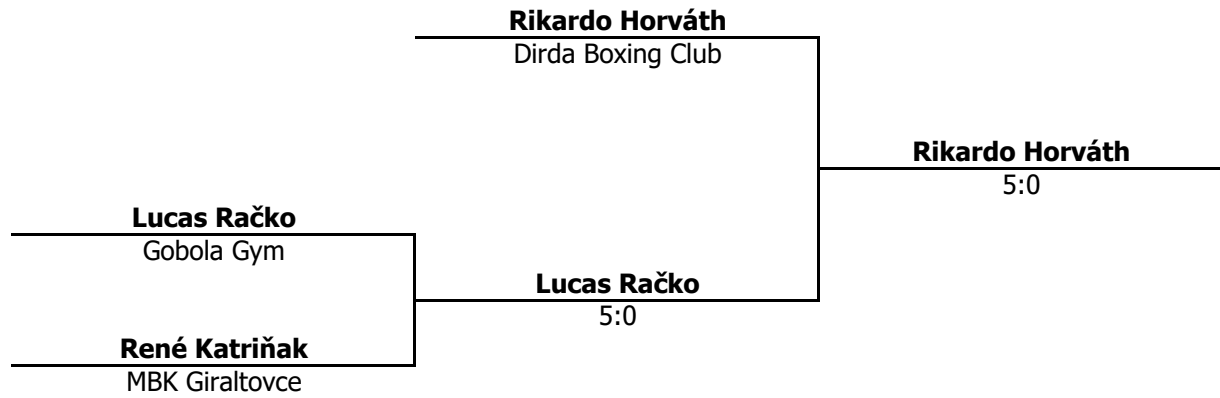 Rikardo Horváth
Dirda Boxing Club
Rikardo Horváth
5:0
Lucas Račko
Gobola Gym
Lucas Račko
5:0
René Katriňak
MBK Giraltovce